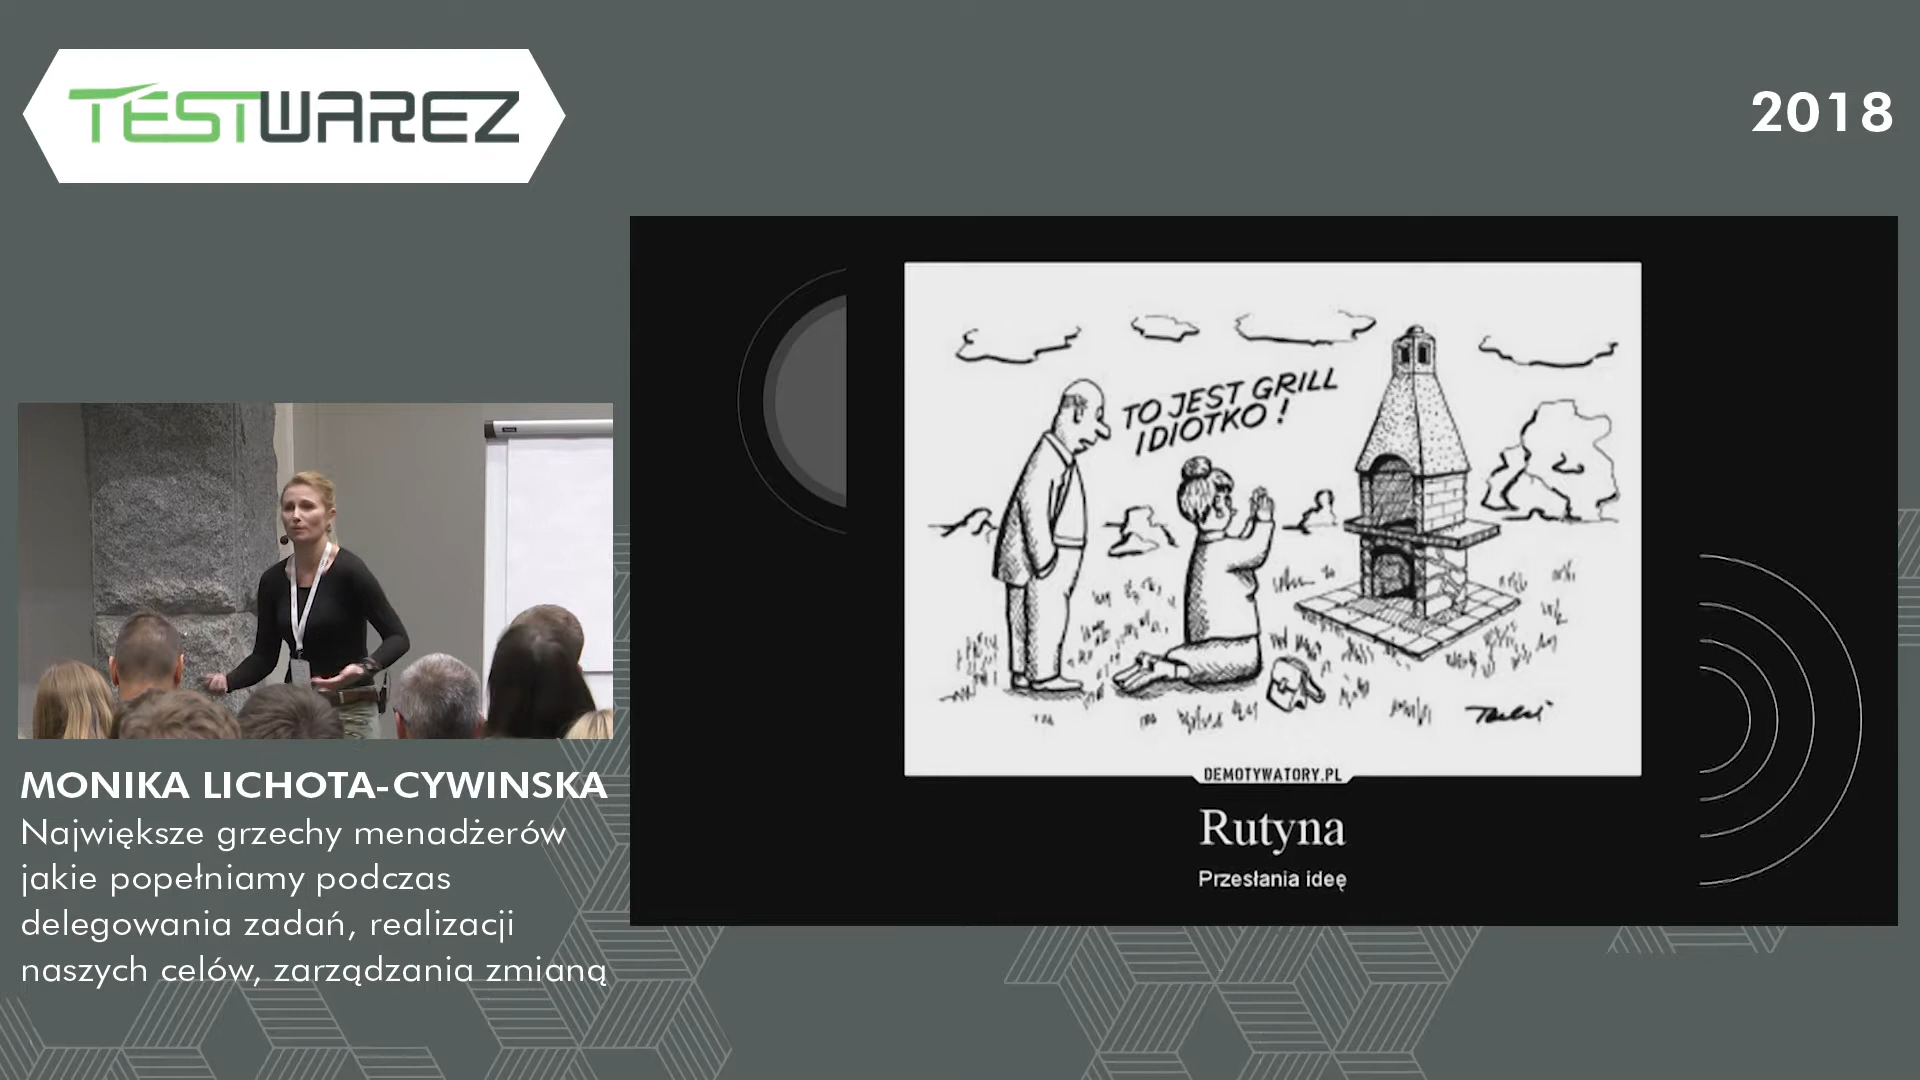 TESTWAREZ
2018
TO JEST GRILL
IDIOTKO !
DEMOTYWATORY.PL
Rutyna
Przesłania ideę
MONIKA LICHOTA-CYWINSKA
Największe grzechy menadżerów
jakie popełniamy podczas
delegowania zadań, realizacji
naszych celów, zarządzania zmianą